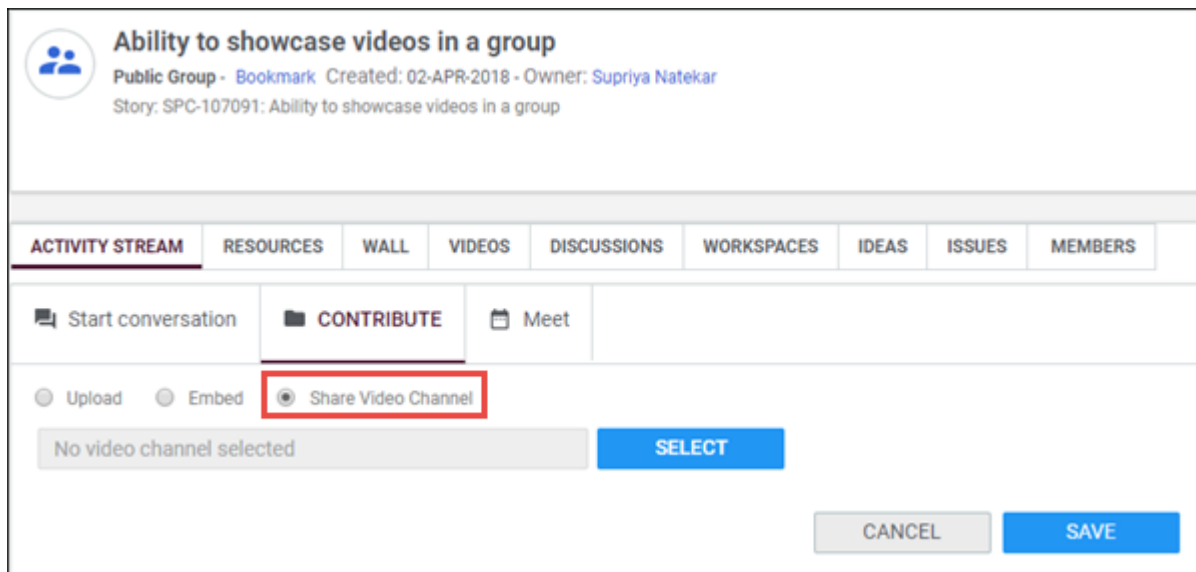 Ability to showcase videos in a group
Public Group - Bookmark Created: 02-APR-2018 - Owner: Supriya Natekar
Story: SPC-107091: Ability to showcase videos in a group
ACTIVITY STREAM RESOURCES WALL VIDEOS DISCUSSIONS WORKSPACES IDEAS ISSUES MEMBERS
Start conversation CONTRIBUTE Meet
Upload Embed Share Video Channel
No video channel selected SELECT
CANCEL SAVE